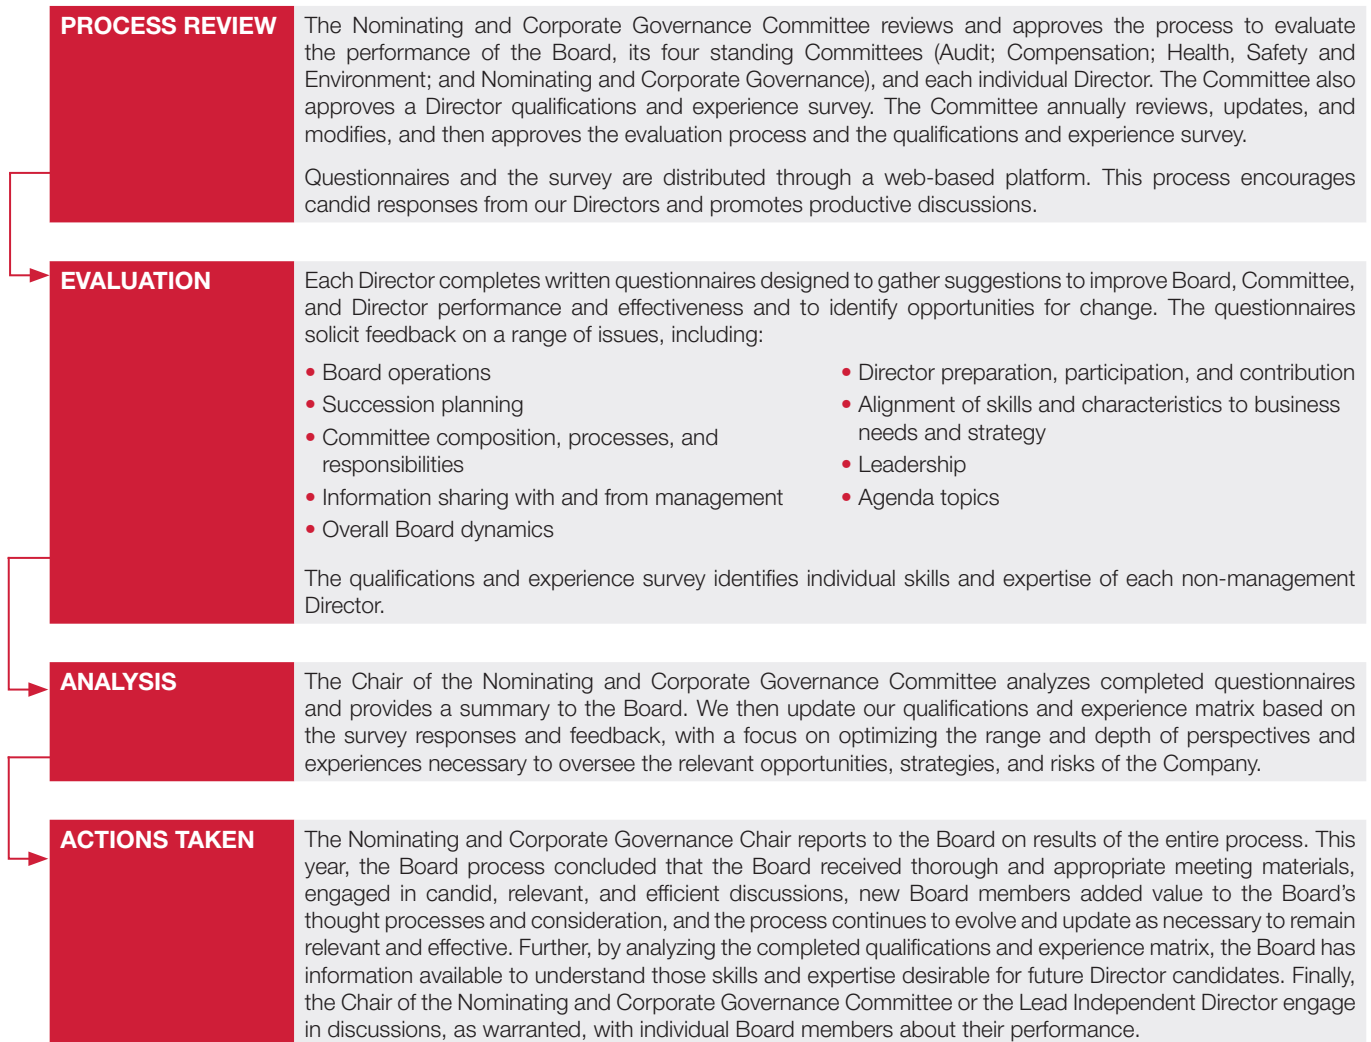 PROCESS REVIEW
The Nominating and Corporate Governance Committee reviews and approves the process to evaluate
the performance of the Board, its four standing Committees (Audit; Compensation; Health, Safety and
Environment; and Nominating and Corporate Governance), and each individual Director. The Committee also
approves a Director qualifications and experience survey. The Committee annually reviews, updates, and
modifies, and then approves the evaluation process and the qualifications and experience survey.
Questionnaires and the survey are distributed through a web-based platform. This process encourages
candid responses from our Directors and promotes productive discussions.
EVALUATION
Each Director completes written questionnaires designed to gather suggestions to improve Board, Committee,
and Director performance and effectiveness and to identify opportunities for change. The questionnaires
solicit feedback on a range of issues, including:
• Board operations
• Succession planning
• Committee composition, processes, and
responsibilities
• Information sharing with and from management
• Overall Board dynamics
• Director preparation, participation, and contribution
• Alignment of skills and characteristics to business
needs and strategy
• Leadership
• Agenda topics
The qualifications and experience survey identifies individual skills and expertise of each non-management
Director.
ANALYSIS
The Chair of the Nominating and Corporate Governance Committee analyzes completed questionnaires
and provides a summary to the Board. We then update our qualifications and experience matrix based on
the survey responses and feedback, with a focus on optimizing the range and depth of perspectives and
experiences necessary to oversee the relevant opportunities, strategies, and risks of the Company.
ACTIONS TAKEN
The Nominating and Corporate Governance Chair reports to the Board on results of the entire process. This
year, the Board process concluded that the Board received thorough and appropriate meeting materials,
engaged in candid, relevant, and efficient discussions, new Board members added value to the Board's
thought processes and consideration, and the process continues to evolve and update as necessary to remain
relevant and effective. Further, by analyzing the completed qualifications and experience matrix, the Board has
information available to understand those skills and expertise desirable for future Director candidates. Finally,
the Chair of the Nominating and Corporate Governance Committee or the Lead Independent Director engage
in discussions, as warranted, with individual Board members about their performance.